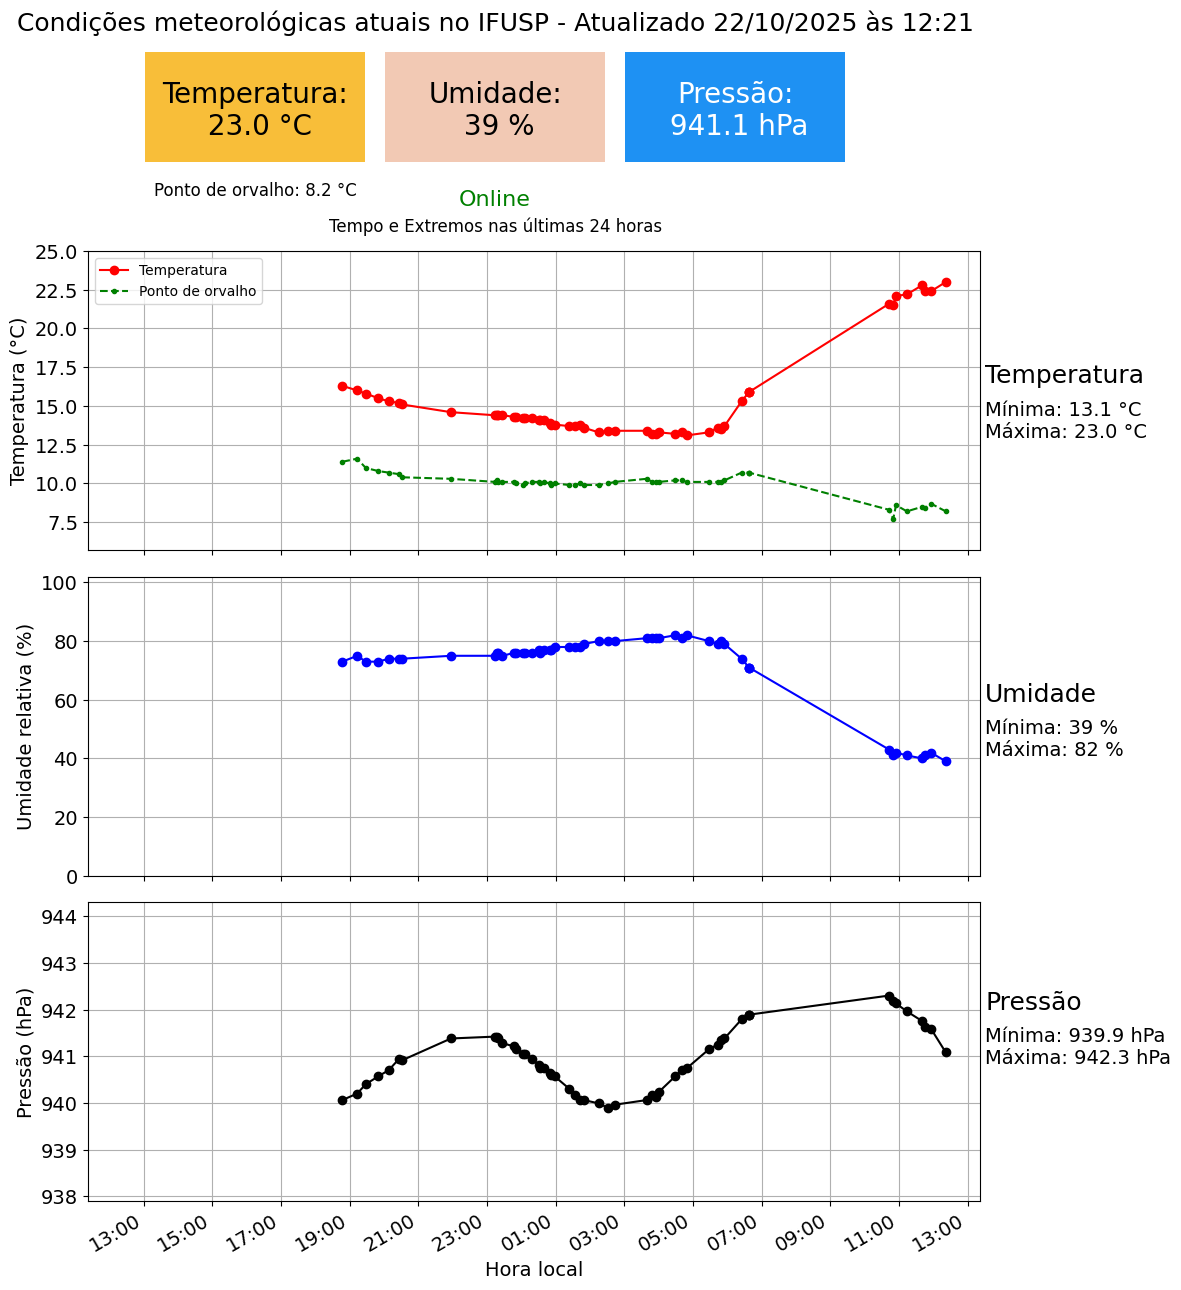 Condições meteorológicas atuais no IFUSP - Atualizado 22/10/2025 às 12:21
Temperatura:
23.0 °C
Umidade:
39 %
Pressão:
941.1 hPa
Ponto de orvalho: 8.2 °C
Online
Tempo e Extremos nas últimas 24 horas
Temperatura (°C)
25.0
22.5
20.0
17.5
15.0
12.5
10.0
7.5
Temperatura
Ponto de orvalho
Temperatura
Mínima: 13.1 °C
Máxima: 23.0 °C
Umidade relativa (%)
100
80
60
40
20
0
Umidade
Mínima: 39 %
Máxima: 82 %
Pressão (hPa)
944
943
942
941
940
939
938
Pressão
Mínima: 939.9 hPa
Máxima: 942.3 hPa
13:00
15:00
17:00
19:00
21:00
23:00
01:00
03:00
05:00
07:00
09:00
11:00
13:00
Hora local